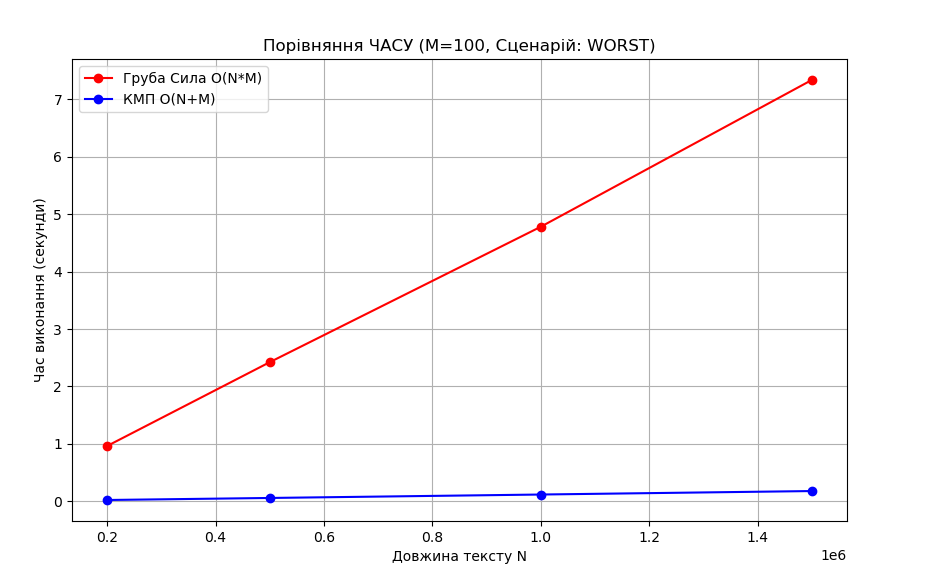 Порівняння ЧАСУ (M=100, Сценарій: WORST)
Груба Сила O(N*M)
КМП O(N+M)
Час виконання (секунди)
7
6
5
4
3
2
1
0
0.2 0.4 0.6 0.8 1.0 1.2 1.4
1e6
Довжина тексту N